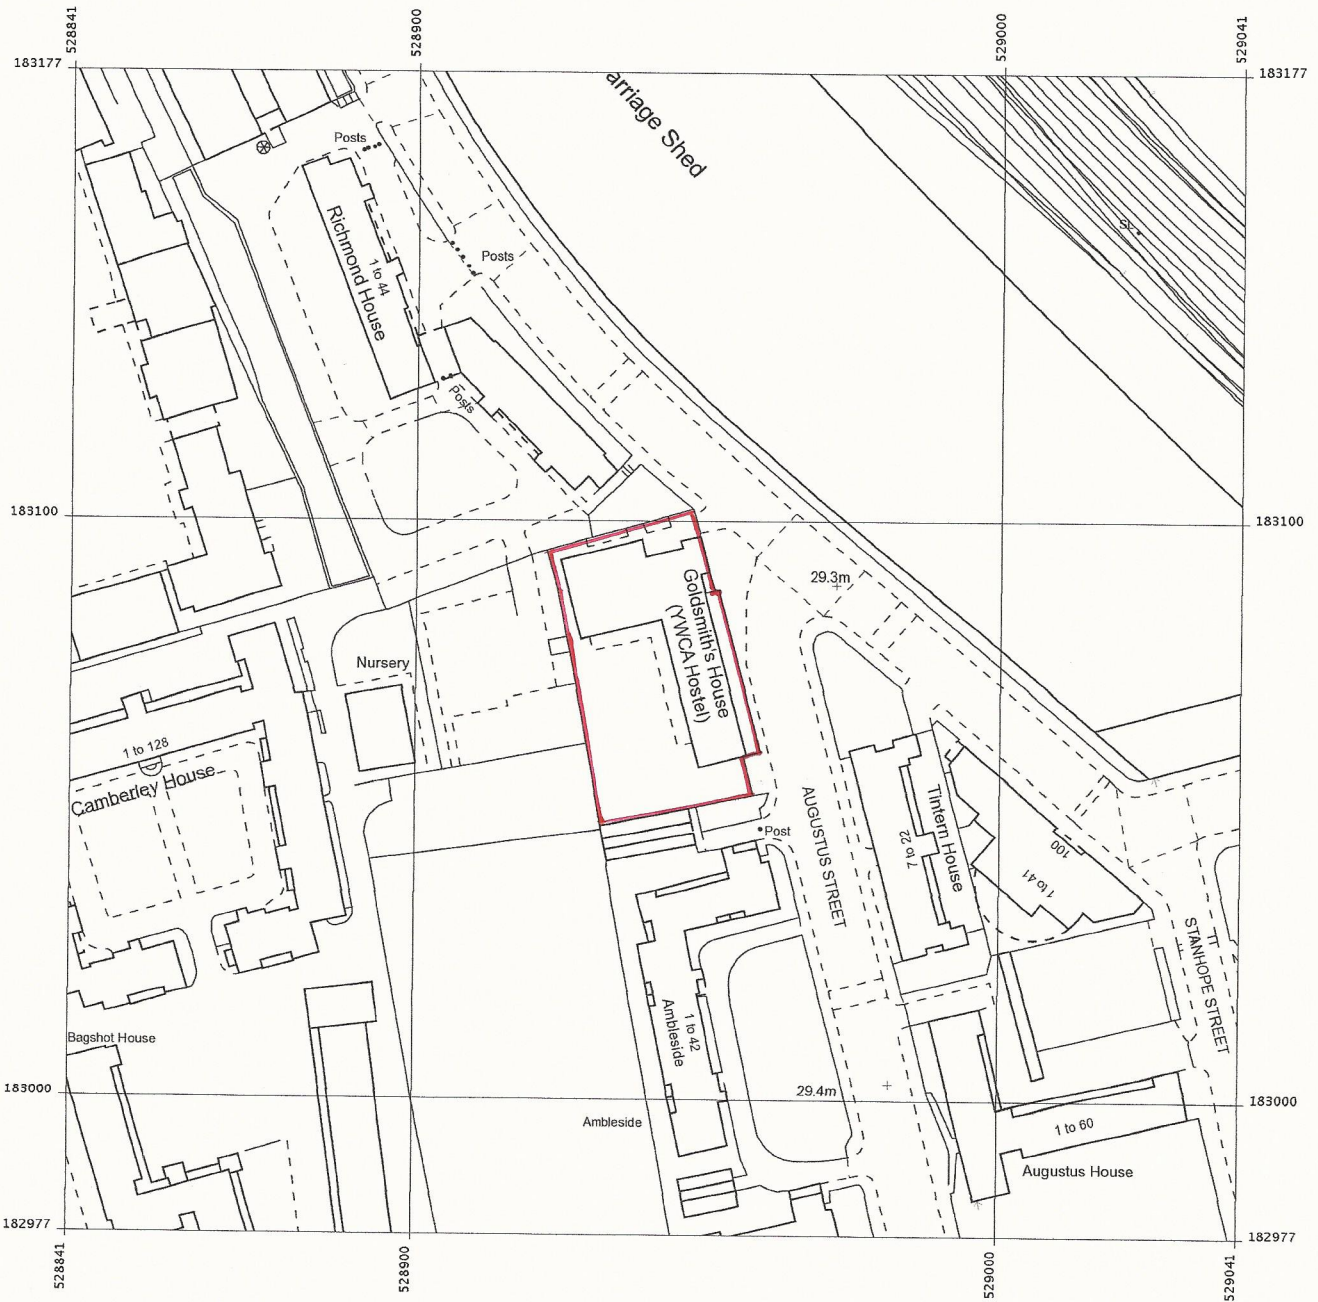 528841
528900
529000
529041
183177
183177
arriage Shed
Posts
SL
Richmond House
1 to 44
Posts
Posts
183100
183100
29.3m
Goldsmith's House
(YWCA Hostel)
Nursery
1 to 128
Camberley House
AUGUSTUS STREET
Post
Tintern House
7 to 22
100
1 to 41
STANHOPE STREET
Ambleside
1 to 42
Bagshot House
183000
183000
29.4m
Ambleside
1 to 60
Augustus House
182977
182977
528841
528900
529000
529041